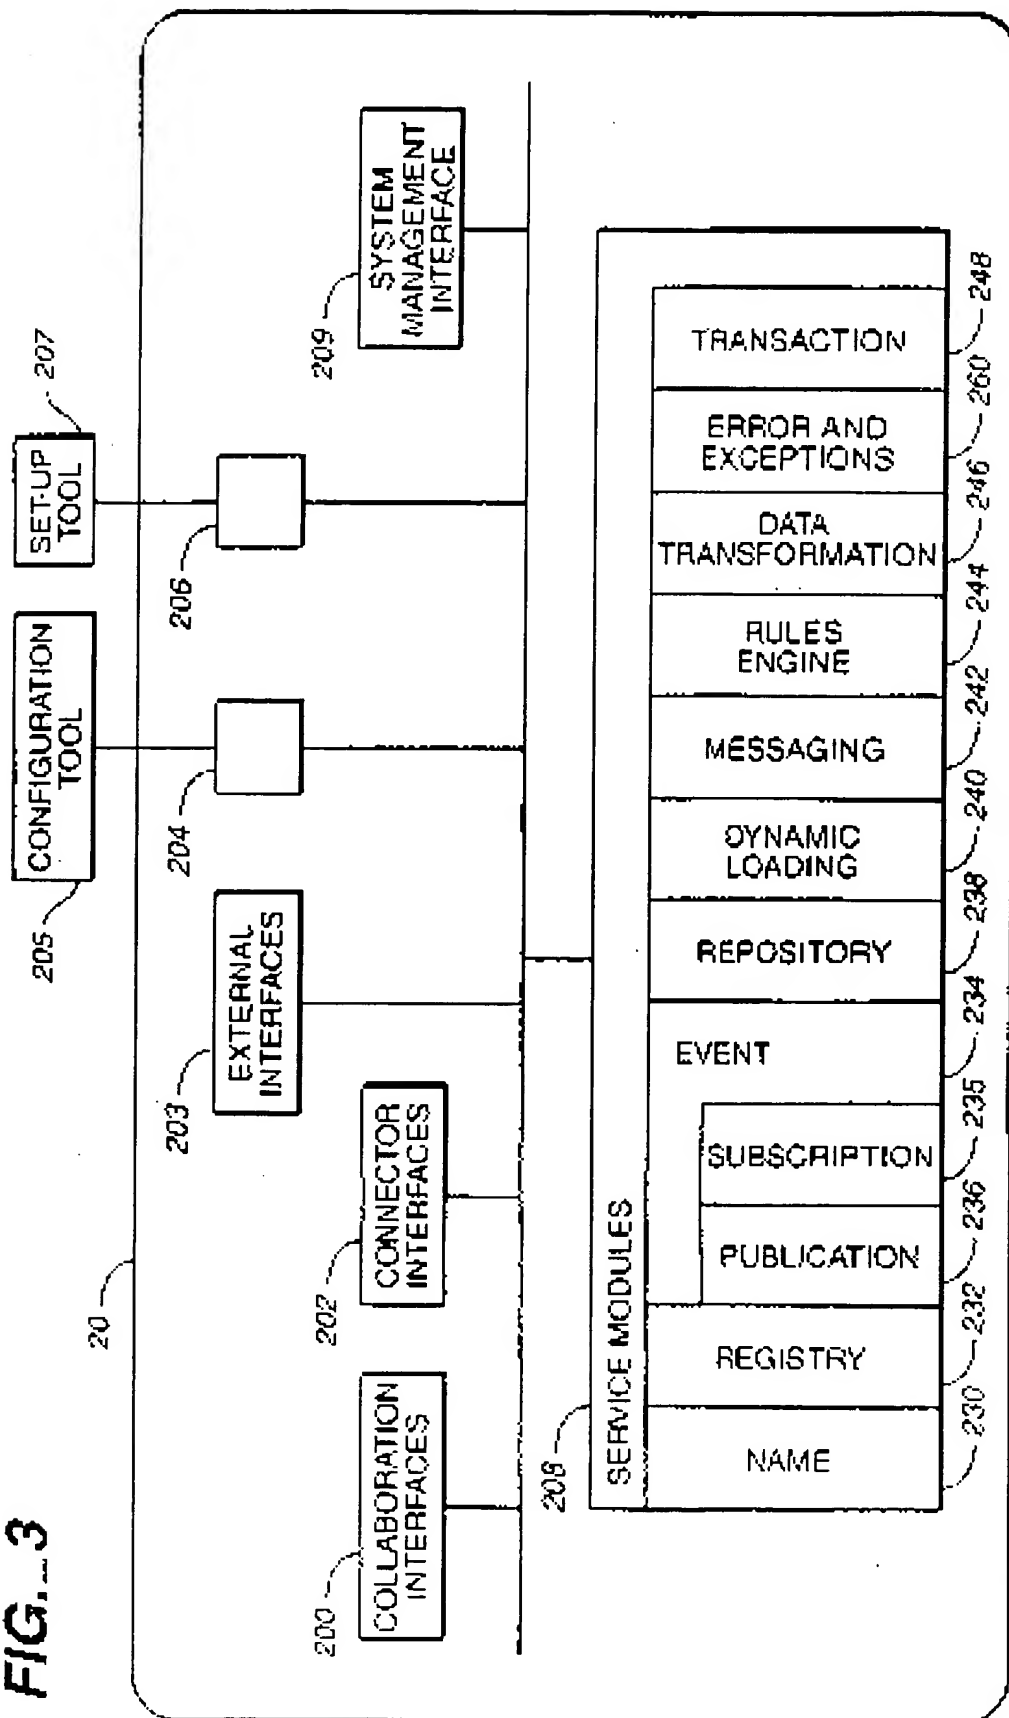 FIG._3
SET-UP
TOOL
207
CONFIGURATION
TOOL
205
20
206
204
EXTERNAL
INTERFACES
203
SYSTEM
MANAGEMENT
INTERFACE
209
CONNECTOR
INTERFACES
202
COLLABORATION
INTERFACES
200
208
SERVICE MODULES
NAME
REGISTRY
PUBLICATION
SUBSCRIPTION
EVENT
REPOSITORY
DYNAMIC
LOADING
MESSAGING
RULES
ENGINE
DATA
TRANSFORMATION
ERROR AND
EXCEPTIONS
TRANSACTION
230
232
236
235
234
238
240
242
244
246
260
248